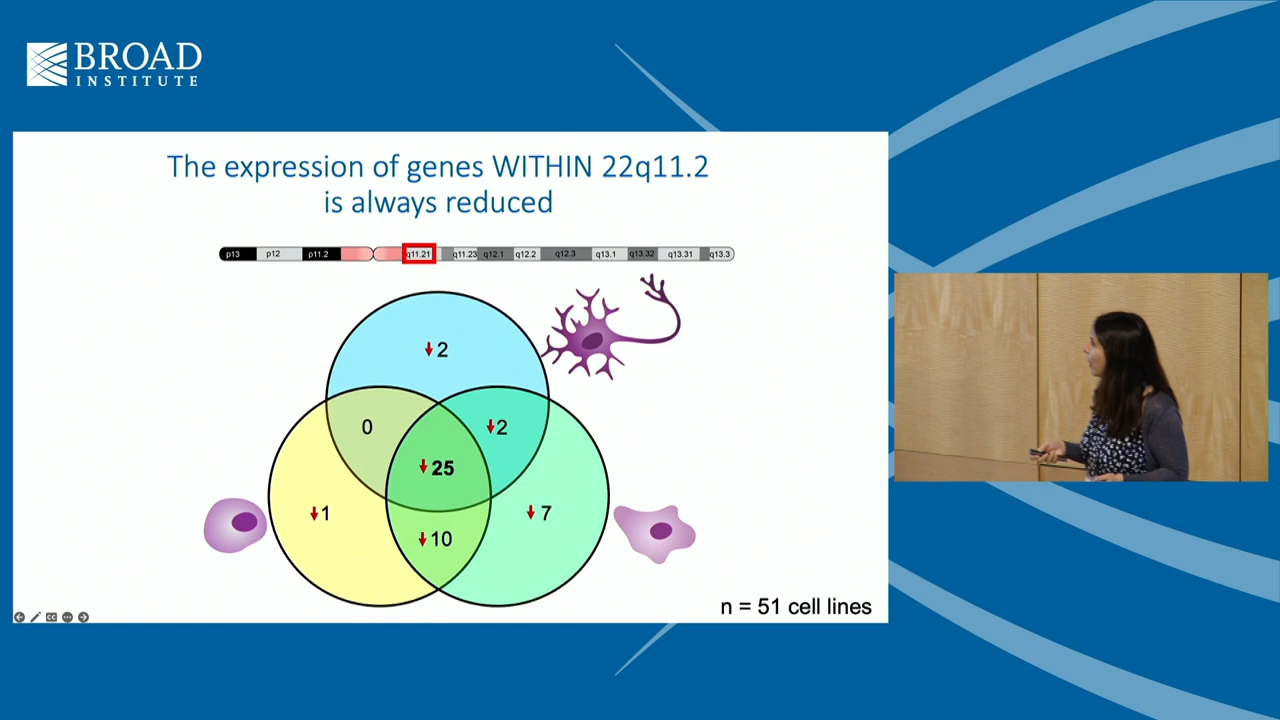 BROAD
INSTITUTE
The expression of genes WITHIN 22q11.2
is always reduced
p13 p12 p11.2 q11.21 q11.23 q12.1 q12.2 q12.3 q13.1 q13.32 q13.31 q13.3
2
0
2
25
1
7
10
n = 51 cell lines
CC